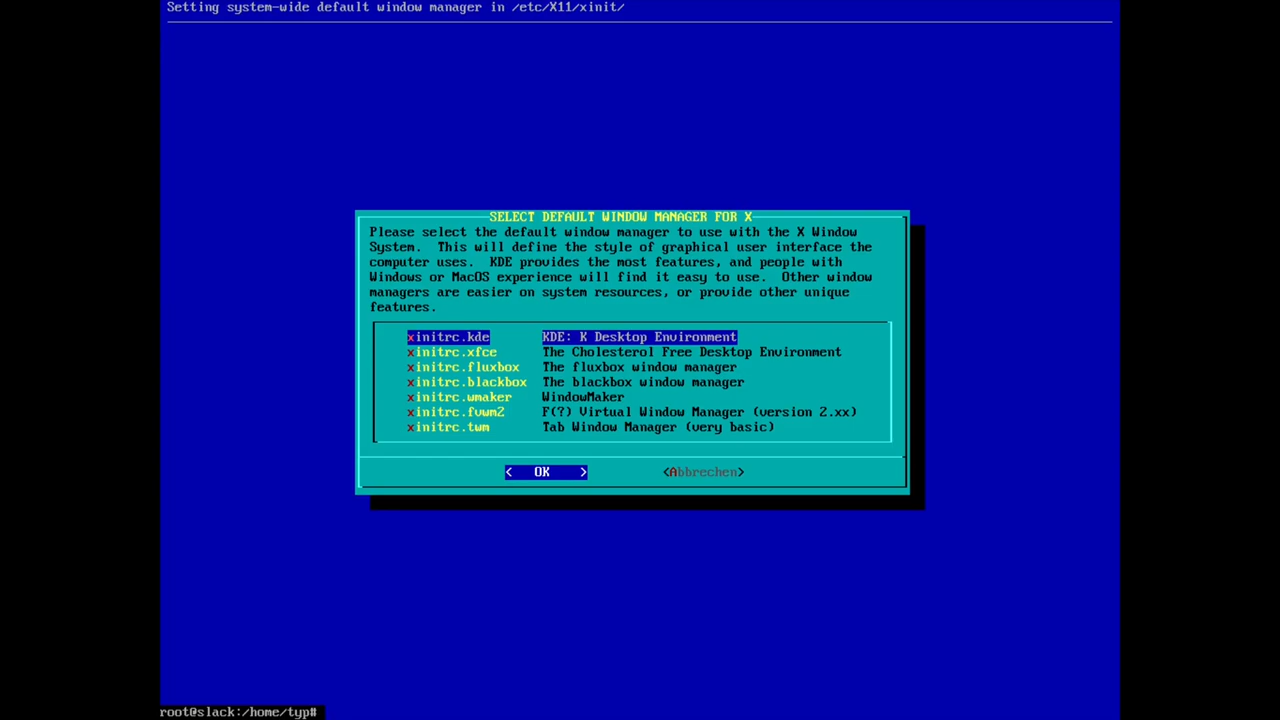 Setting system-wide default window manager in /etc/X11/xinit/
SELECT DEFAULT WINDOW MANAGER FOR X
Please select the default window manager to use with the X Window
System.  This will define the style of graphical user interface the
computer uses.  KDE provides the most features, and people with
Windows or MacOS experience will find it easy to use.  Other window
managers are easier on system resources, or provide other unique
features.
xinitrc.kde KDE: K Desktop Environment
xinitrc.xfce The Cholesterol Free Desktop Environment
xinitrc.fluxbox The fluxbox window manager
xinitrc.blackbox The blackbox window manager
xinitrc.wmaker WindowMaker
xinitrc.fvwm2 F(?) Virtual Window Manager (version 2.xx)
xinitrc.twm Tab Window Manager (very basic)
< OK > <Abbrechen>
root@slack:/home/typ#